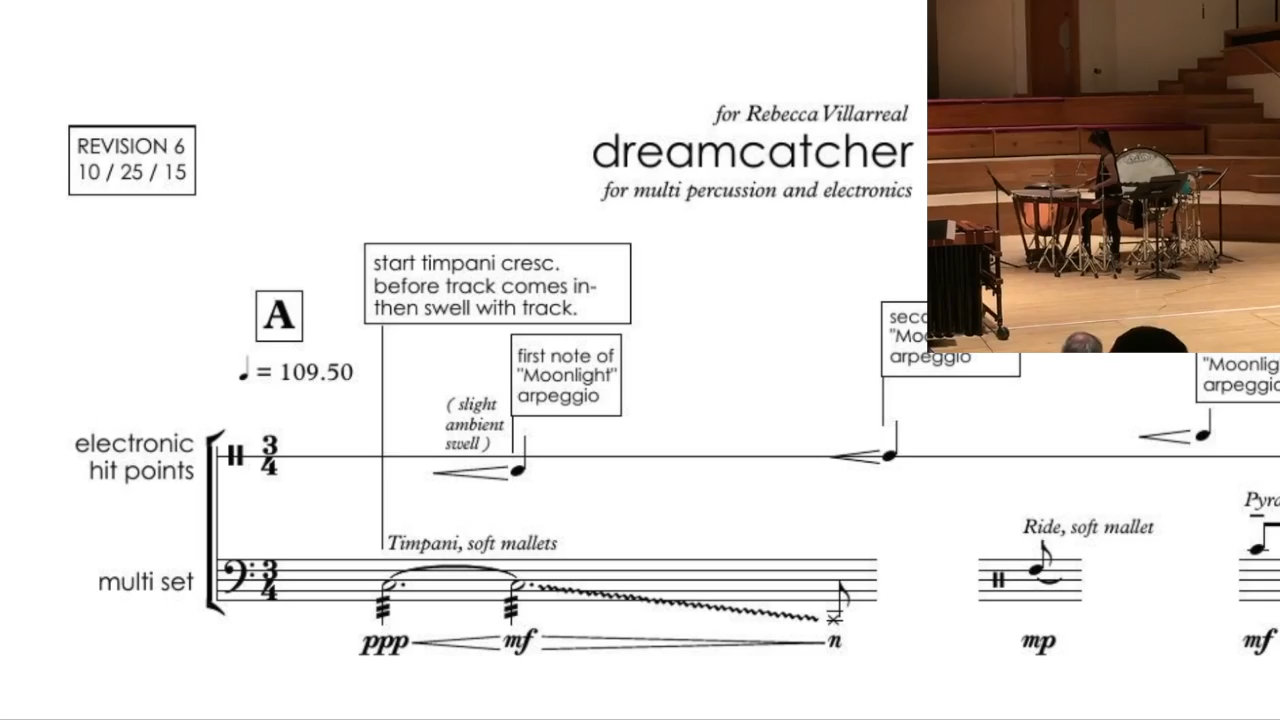 for Rebecca Villarreal
REVISION 6
10 / 25 / 15
dreamcatcher
for multi percussion and electronics
start timpani cresc.
before track comes in-
then swell with track.
A
= 109.50
first note of
"Moonlight"
arpeggio
( slight
ambient
swell )
arpeggio
arpeggio
electronic
hit points
3
4
Timpani, soft mallets
Ride, soft mallet
multi set
3
4
ppp mf n mp mf